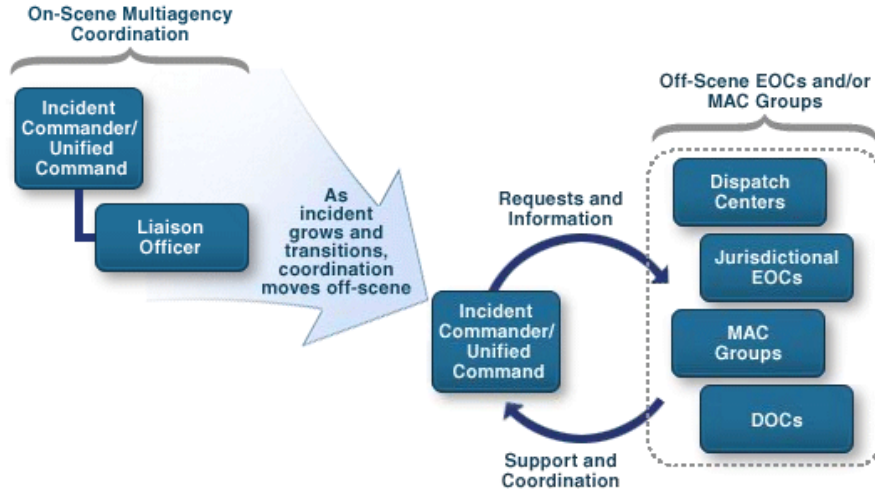 On-Scene Multiagency
Coordination
Incident
Commander/
Unified
Command
Liaison
Officer
As
incident
grows and
transitions,
coordination
moves off-scene
Incident
Commander/
Unified
Command
Requests and
Information
Support and
Coordination
Off-Scene EOCs and/or
MAC Groups
Dispatch
Centers
Jurisdictional
EOCs
MAC
Groups
DOCs